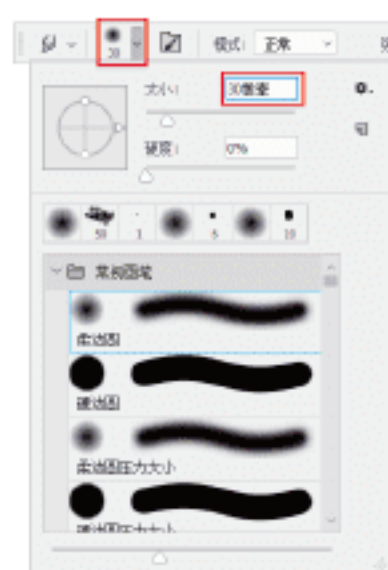 30 模式: 正常
大小: 30像素
硬度: 0%
50 1 6 10
常规画笔
柔边圆
硬边圆
柔边圆压力大小
硬边圆压力大小